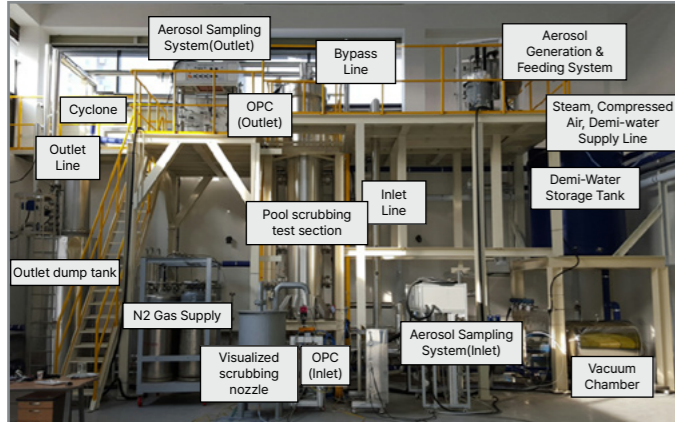 Aerosol Sampling
System(Outlet)
Bypass
Line
Aerosol
Generation &
Feeding System
Cyclone
OPC
(Outlet)
Steam, Compressed
Air, Demi-water
Supply Line
Outlet
Line
Demi-Water
Storage Tank
Inlet
Line
Pool scrubbing
test section
Outlet dump tank
N2 Gas Supply
Aerosol Sampling
System(Inlet)
Visualized
scrubbing
nozzle
OPC
(Inlet)
Vacuum
Chamber